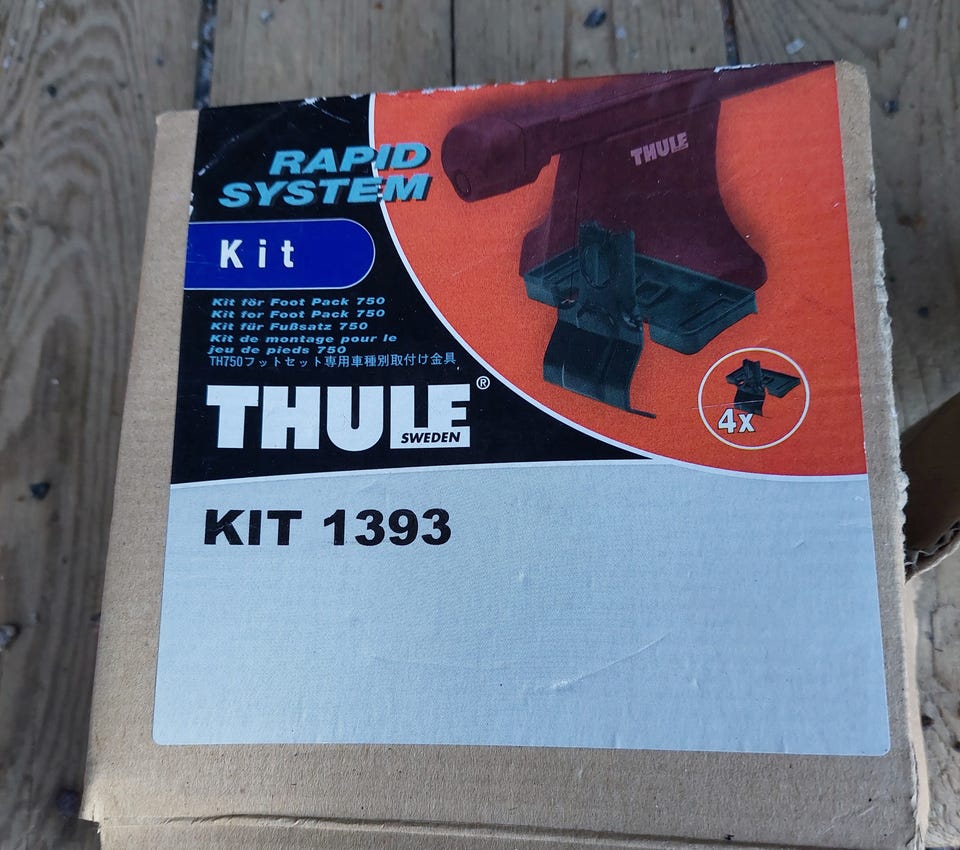 RAPID
SYSTEM
THULE
Kit
Kit för Foot Pack 750
Kit for Foot Pack 750
Kit für Fußsatz 750
Kit de montage pour le
jeu de pieds 750
TH750フットセット専用車種別取付け金具
THULE®
SWEDEN
4x
KIT 1393